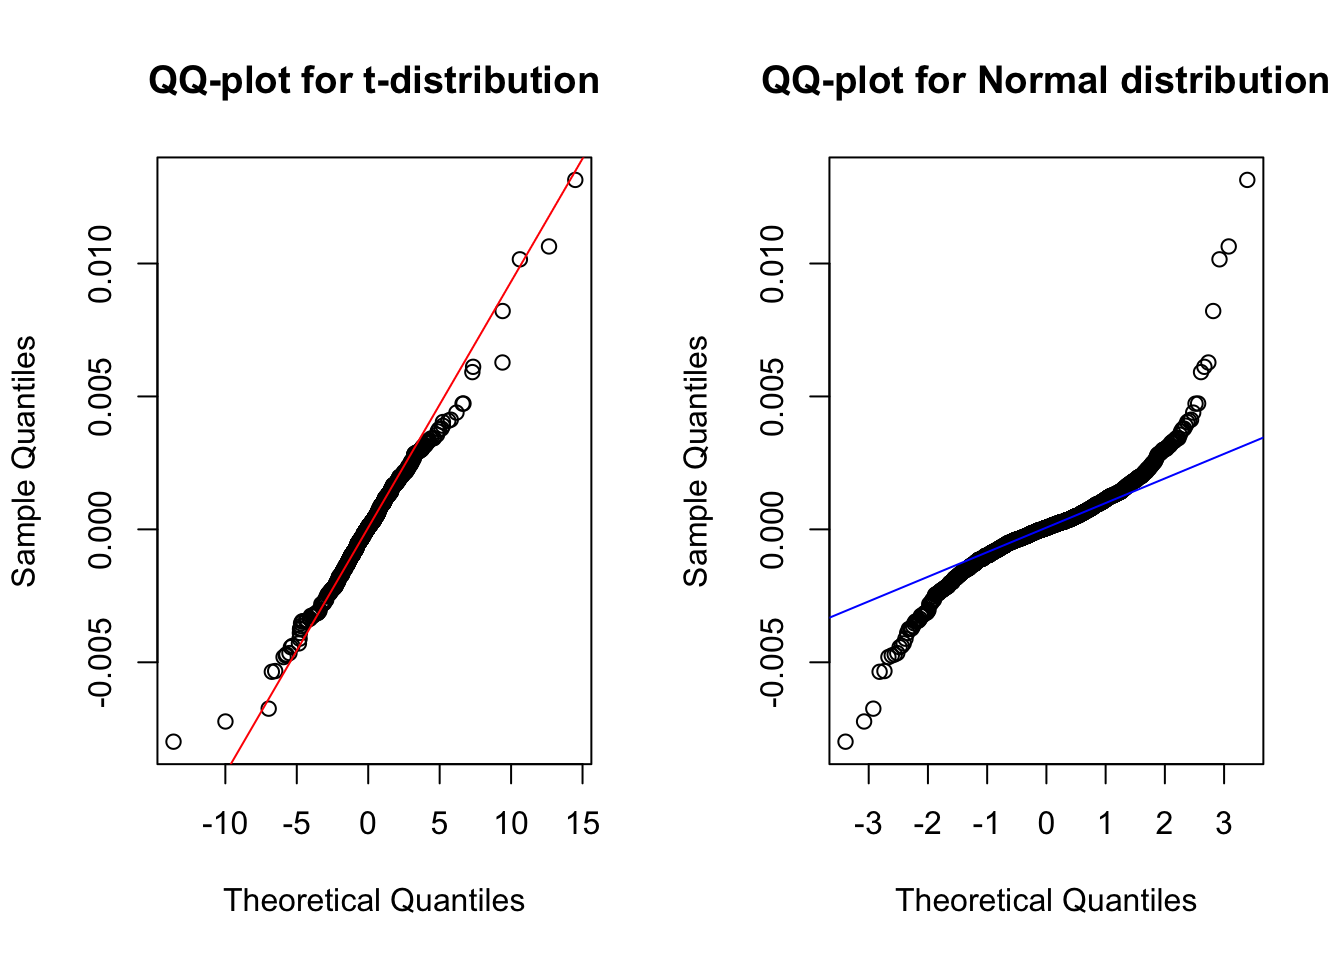 QQ-plot for t-distribution
Sample Quantiles
0.010
0.005
0.000
-0.005
-10 -5 0 5 10 15
Theoretical Quantiles
QQ-plot for Normal distribution
Sample Quantiles
0.010
0.005
0.000
-0.005
-3 -2 -1 0 1 2 3
Theoretical Quantiles